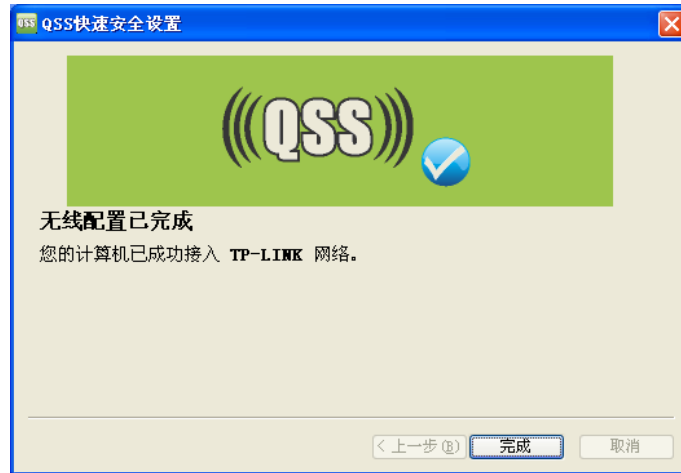 QSS QSS快速安全设置
(((QSS)))
无线配置已完成
您的计算机已成功接入 TP-LINK 网络。
< 上一步(B) 完成 取消